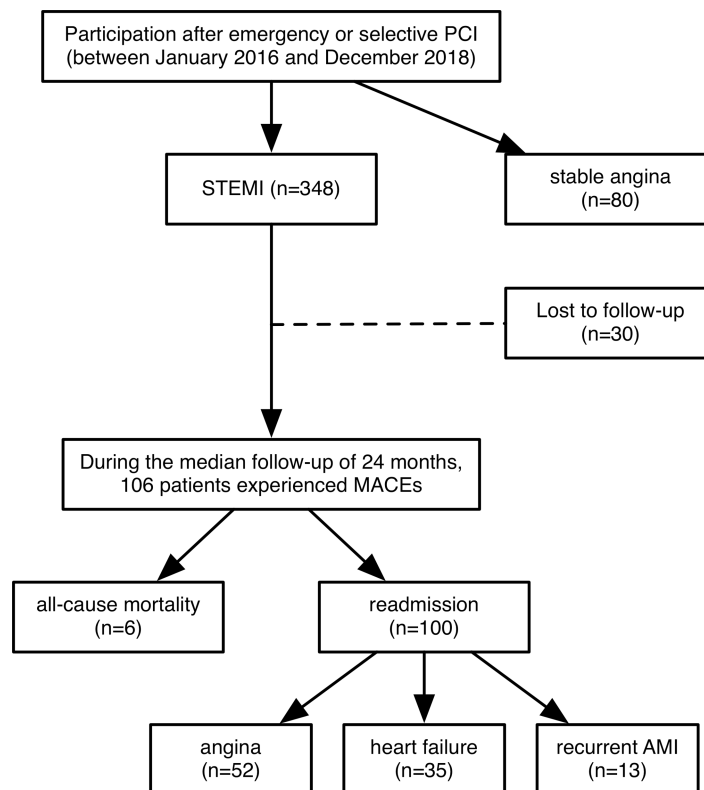 Participation after emergency or selective PCI
(between January 2016 and December 2018)
STEMI (n=348)
stable angina
(n=80)
Lost to follow-up
(n=30)
During the median follow-up of 24 months,
106 patients experienced MACEs
all-cause mortality
(n=6)
readmission
(n=100)
angina
(n=52)
heart failure
(n=35)
recurrent AMI
(n=13)